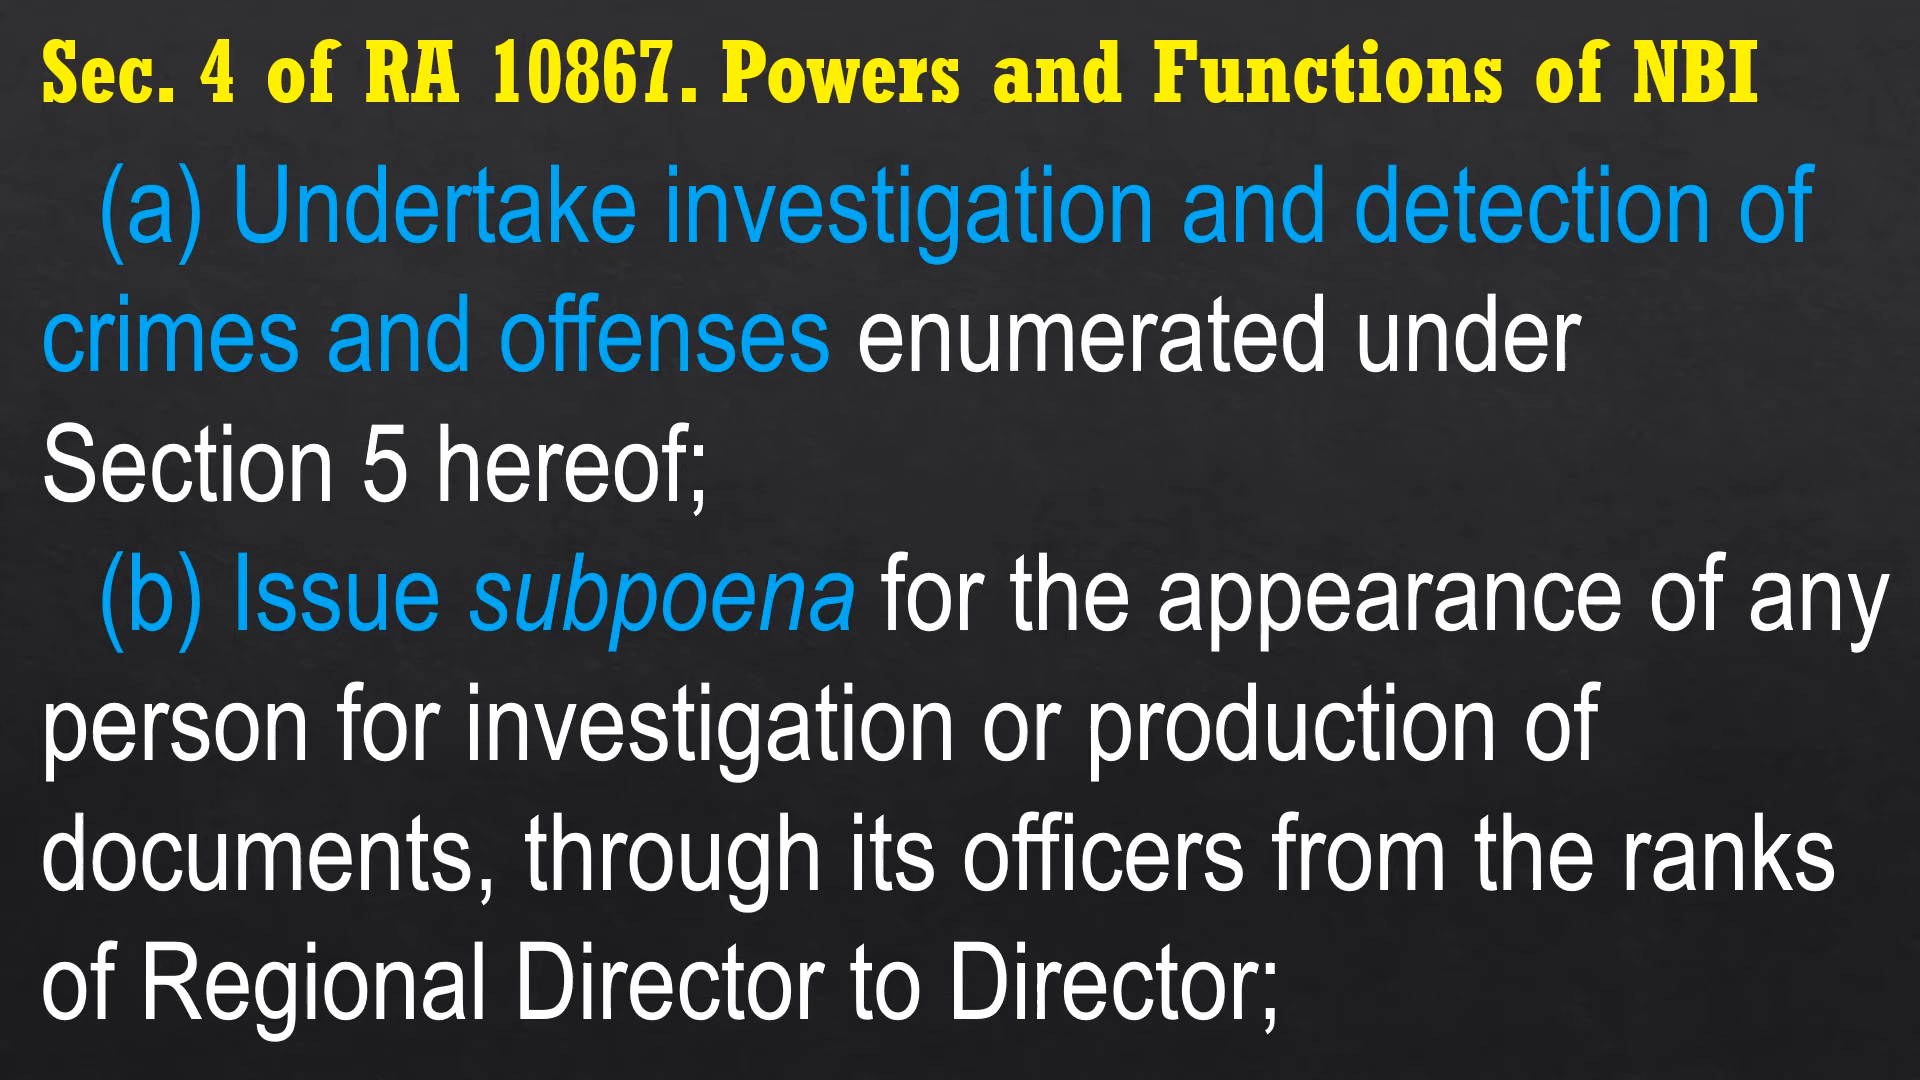 Sec. 4 of RA 10867. Powers and Functions of NBI
(a) Undertake investigation and detection of
crimes and offenses enumerated under
Section 5 hereof;
(b) Issue subpoena for the appearance of any
person for investigation or production of
documents, through its officers from the ranks
of Regional Director to Director;